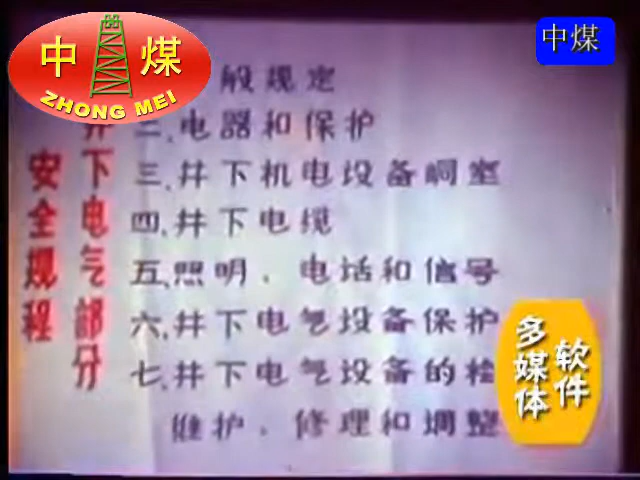 中煤
ZHONG MEI
中煤
安全规程
井下电气部分
般规定
二、电器和保护
三、井下机电设备峒室
四、井下电缆
五、照明、电话和信号
六、井下电气设备保护
七、井下电气设备的检
维护、修理和调整
多媒体
软件